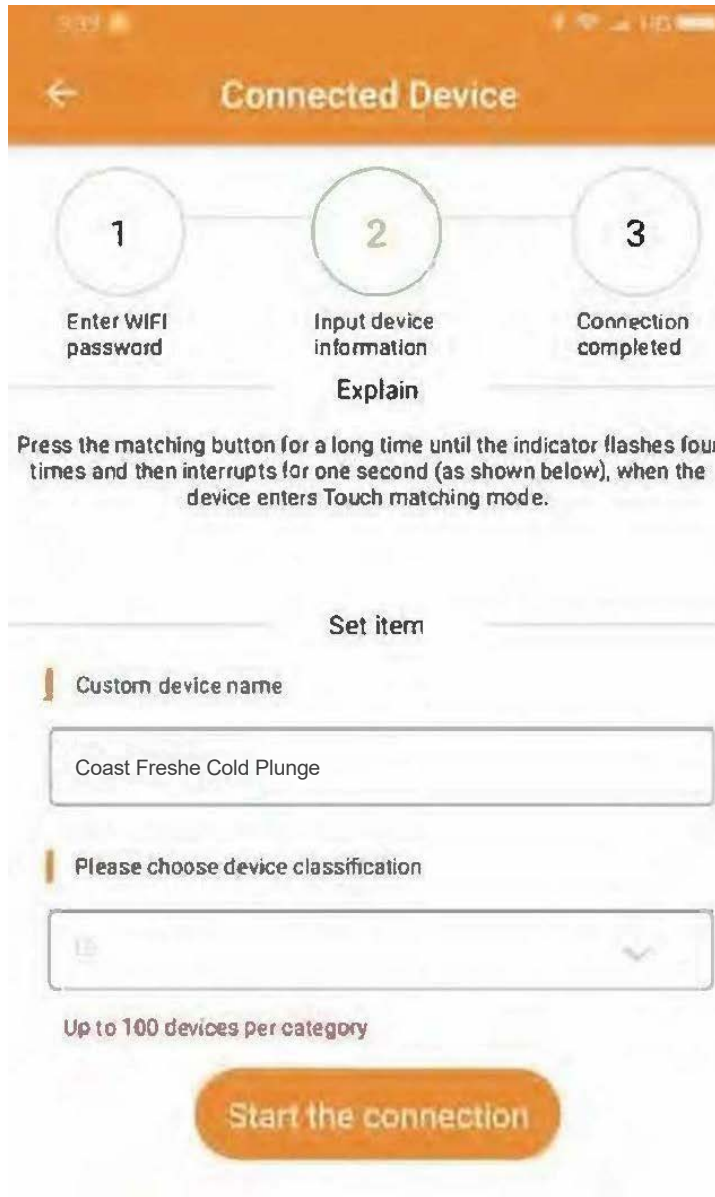 Connected Device
1
2
3
Enter WIFI
password
Input device
information
Connection
completed
Explain
Press the matching button for a long time until the indicator flashes four
times and then interrupts for one second (as shown below), when the
device enters Touch matching mode.
Set item
Custom device name
Coast Freshe Cold Plunge
Please choose device classification
Up to 100 devices per category
Start the connection